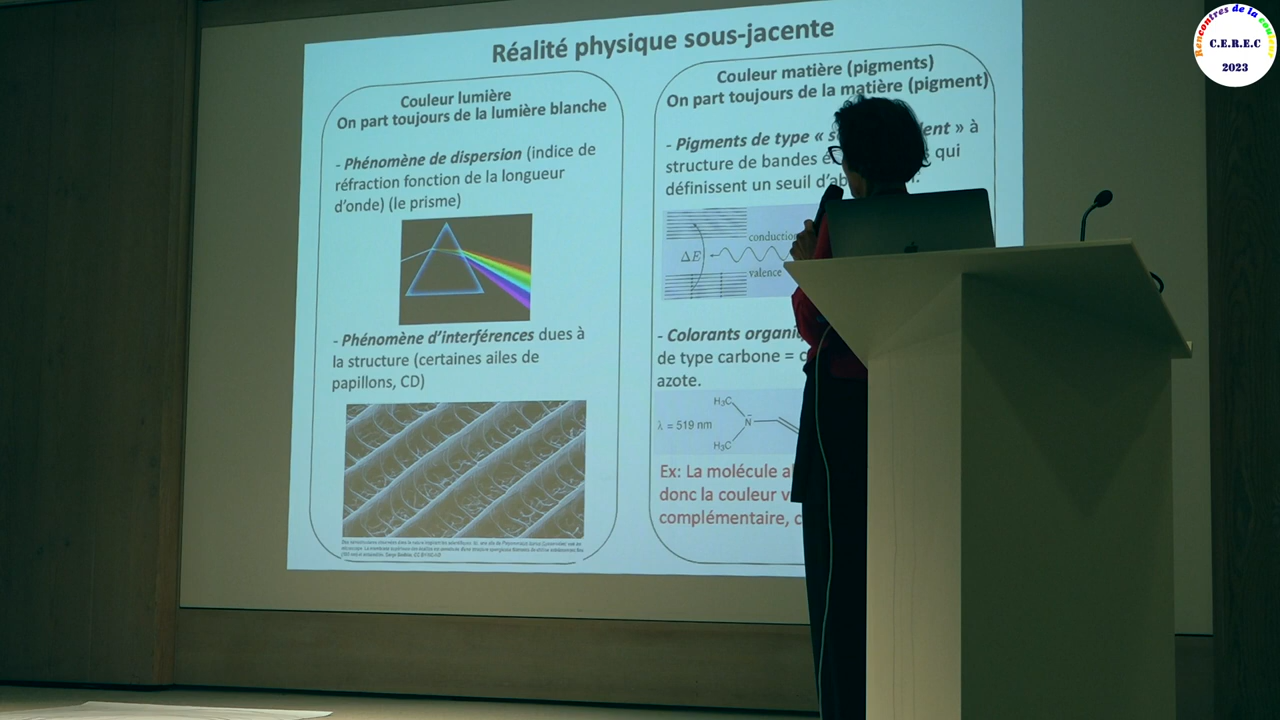 Réalité physique sous-jacente
Couleur lumière
On part toujours de la lumière blanche
- Phénomène de dispersion (indice de
réfraction fonction de la longueur
d'onde) (le prisme)
- Phénomène d'interférences dues à
la structure (certaines ailes de
papillons, CD)
Couleur matière (pigments)
On part toujours de la matière (pigment)
- Pigments de type « s ent » à
structure de bandes qui
définissent un seuil d'ab
ΔE
conduction
valence
- Colorants organi
de type carbone = c
azote.
H₃C
λ = 519 nm
N
H₃C
Ex: La molécule a
donc la couleur v
complémentaire, c
Rencontres de la couleur
C.E.R.E.C
2023